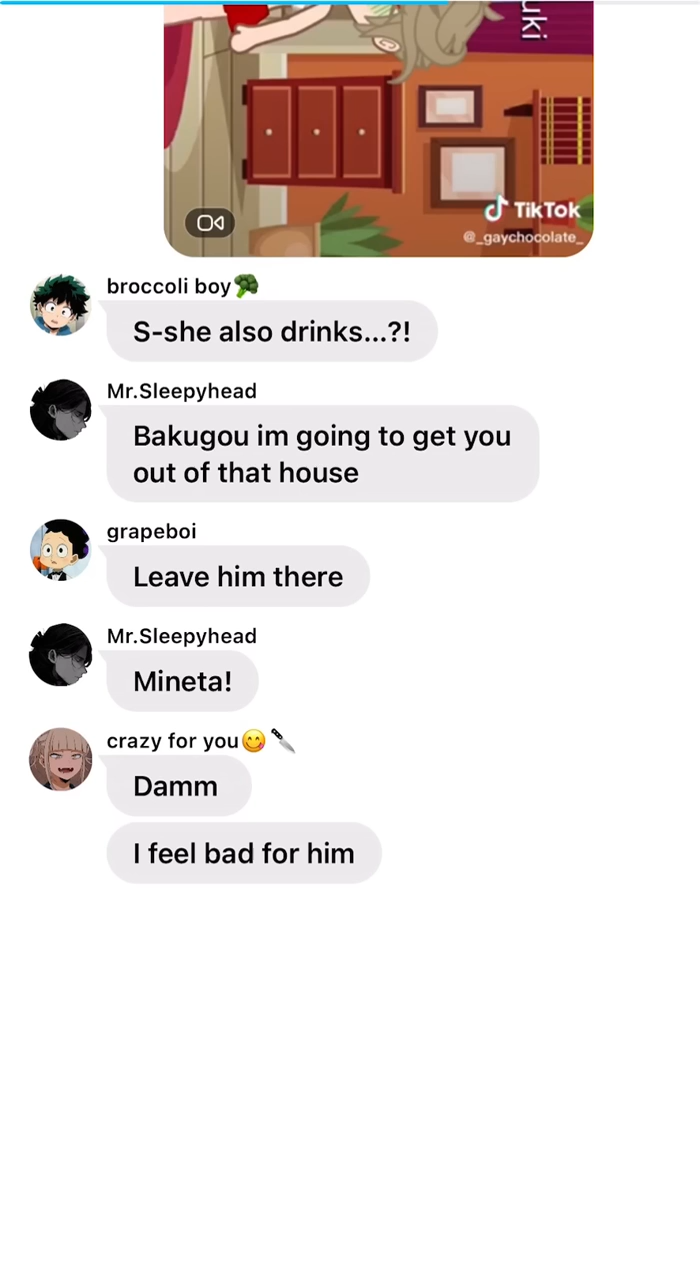 uki
TikTok
@_gaychocolate_
broccoli boy🥦
S-she also drinks...?!
Mr.Sleepyhead
Bakugou im going to get you
out of that house
grapeboi
Leave him there
Mr.Sleepyhead
Mineta!
crazy for you😋🔪
Damm
I feel bad for him